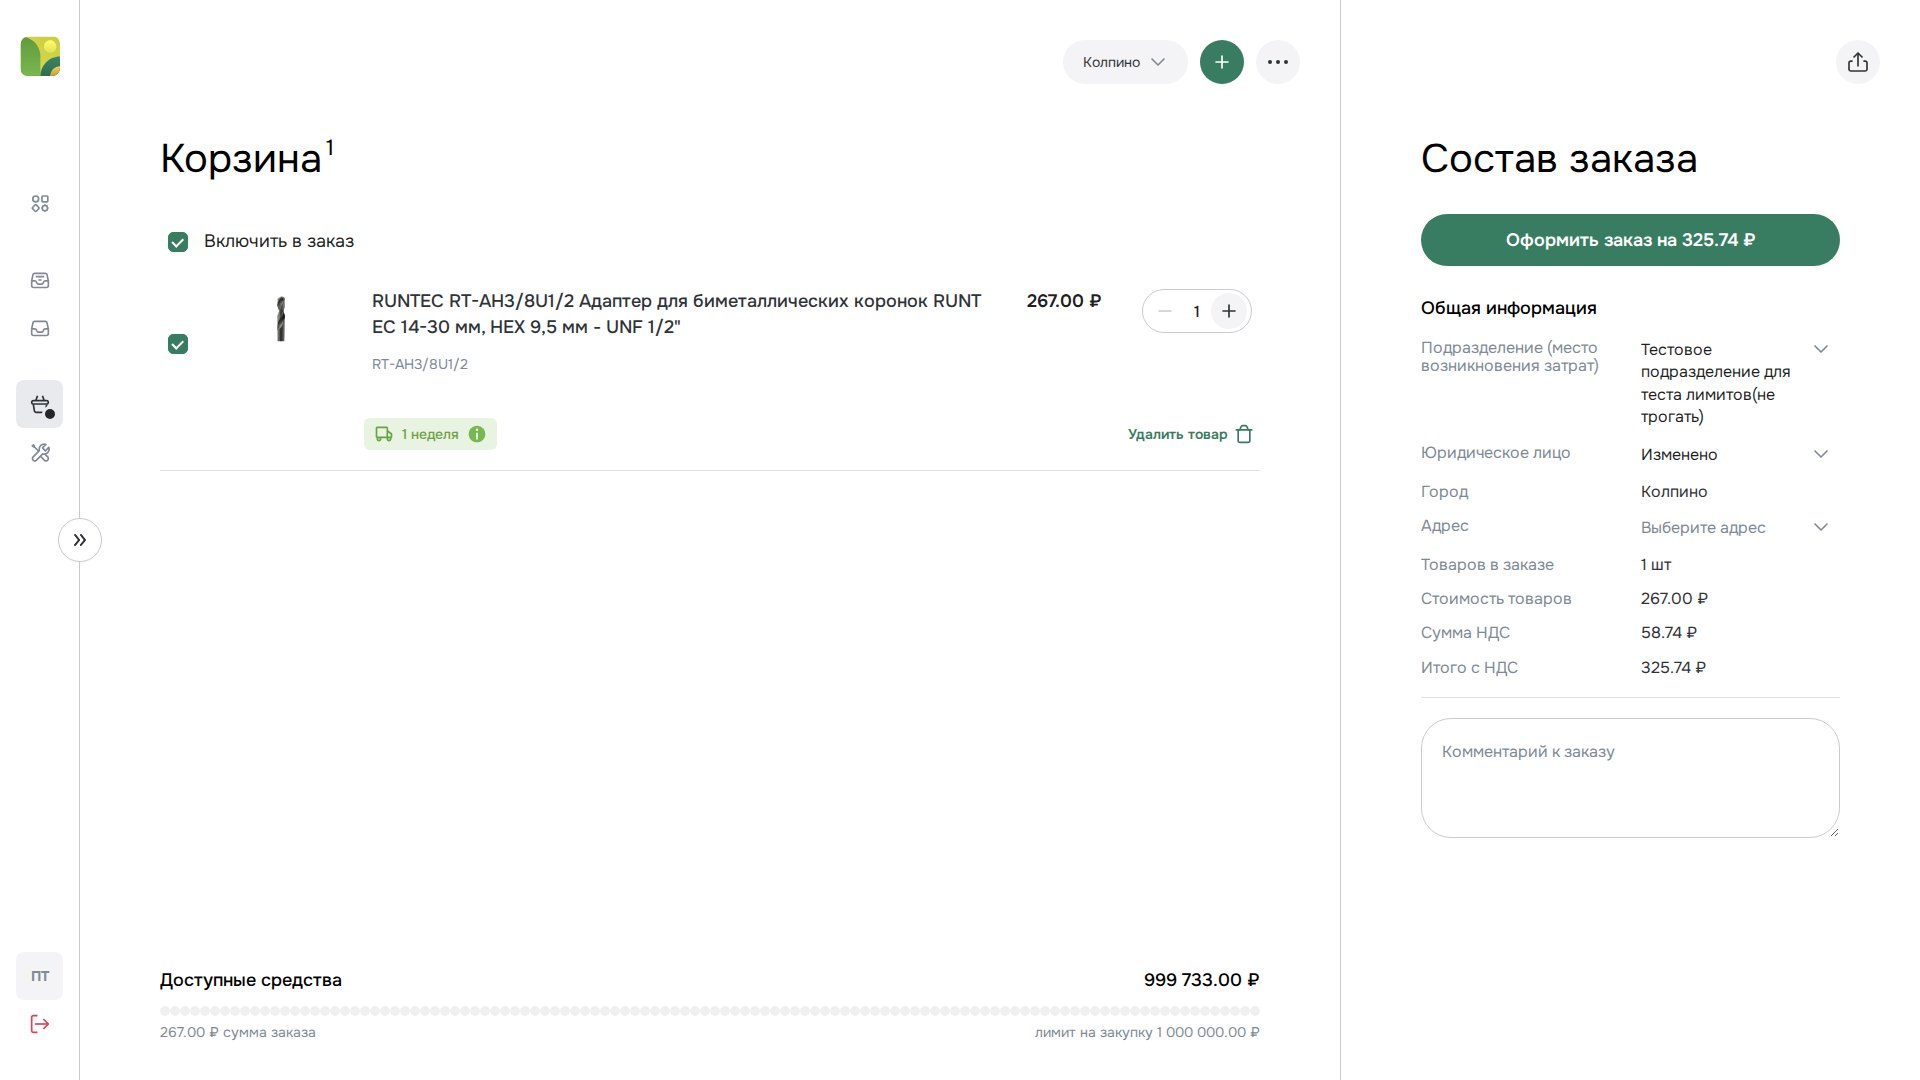 Колпино
Корзина
1
Включить в заказ
RUNTEC RT-AH3/8U1/2 Адаптер для биметаллических коронок RUNT
EC 14-30 мм, HEX 9,5 мм - UNF 1/2"
267.00 ₽
1
RT-AH3/8U1/2
1 неделя
Удалить товар
ПТ
Доступные средства
999 733.00 ₽
267.00 ₽ сумма заказа
лимит на закупку 1 000 000.00 ₽
Состав заказа
Оформить заказ на 325.74 ₽
Общая информация
Подразделение (место
возникновения затрат)
Тестовое
подразделение для
теста лимитов(не
трогать)
Юридическое лицо
Изменено
Город
Колпино
Адрес
Выберите адрес
Товаров в заказе
1 шт
Стоимость товаров
267.00 ₽
Сумма НДС
58.74 ₽
Итого с НДС
325.74 ₽
Комментарий к заказу